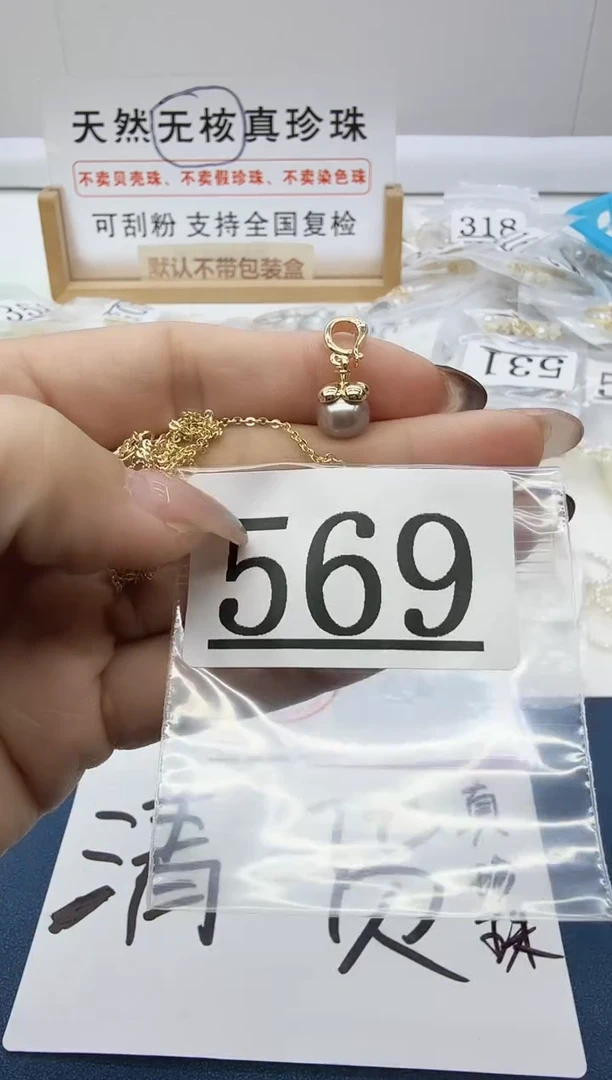 天然无核真珍珠
不卖贝壳珠、不卖假珍珠、不卖染色珠
可刮粉 支持全国复检
默认不带包装盒
318
531
569
清 货
真
珠